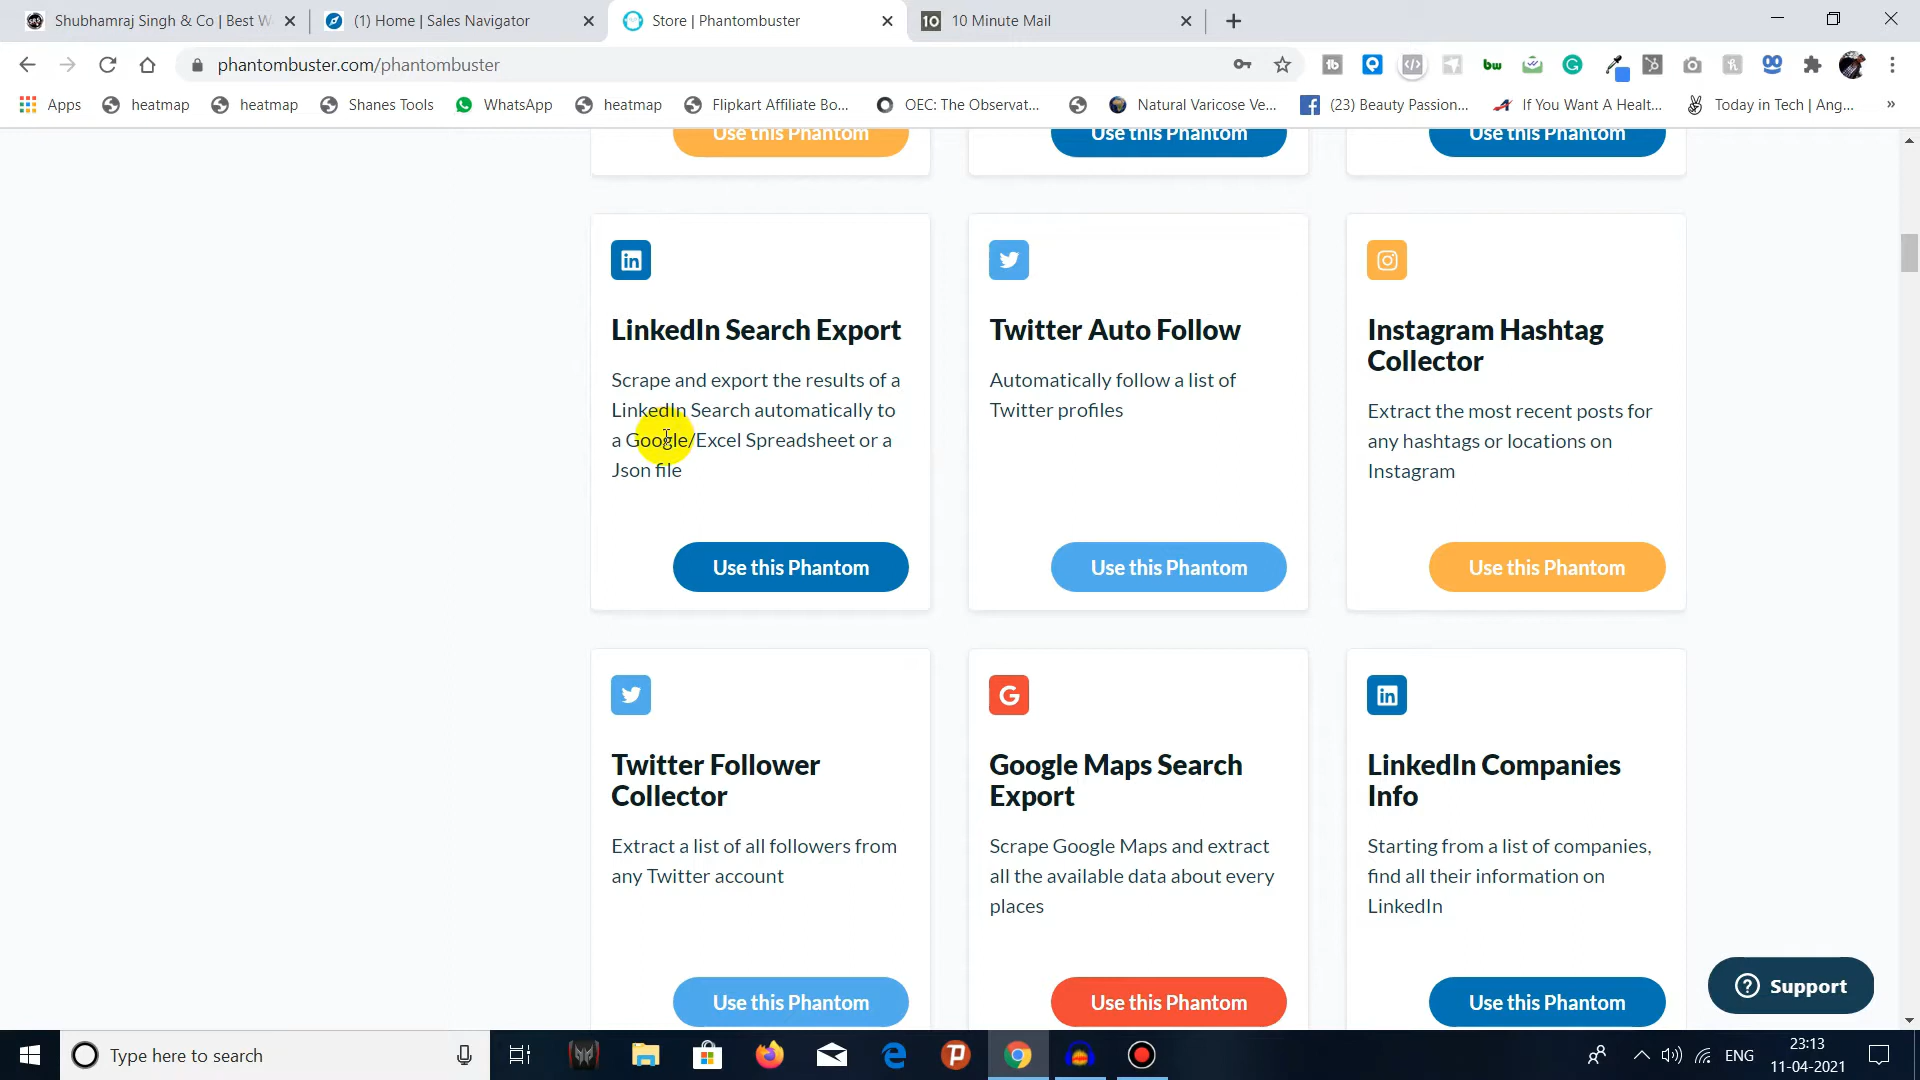 Shubhamraj Singh & Co | Best W
(1) Home | Sales Navigator
Store | Phantombuster
10
10 Minute Mail
phantombuster.com/phantombuster
bw
Apps
heatmap
heatmap
Shanes Tools
WhatsApp
heatmap
Flipkart Affiliate Bo...
OEC: The Observat...
Natural Varicose Ve...
(23) Beauty Passion...
If You Want A Healt...
Today in Tech | Ang...
»
Use this Phantom
Use this Phantom
Use this Phantom
LinkedIn Search Export
Scrape and export the results of a
LinkedIn Search automatically to
a Google/Excel Spreadsheet or a
Json file
Use this Phantom
Twitter Auto Follow
Automatically follow a list of
Twitter profiles
Use this Phantom
Instagram Hashtag
Collector
Extract the most recent posts for
any hashtags or locations on
Instagram
Use this Phantom
Twitter Follower
Collector
Extract a list of all followers from
any Twitter account
Use this Phantom
Google Maps Search
Export
Scrape Google Maps and extract
all the available data about every
places
Use this Phantom
LinkedIn Companies
Info
Starting from a list of companies,
find all their information on
LinkedIn
Use this Phantom
Support
Type here to search
ENG
23:13
11-04-2021